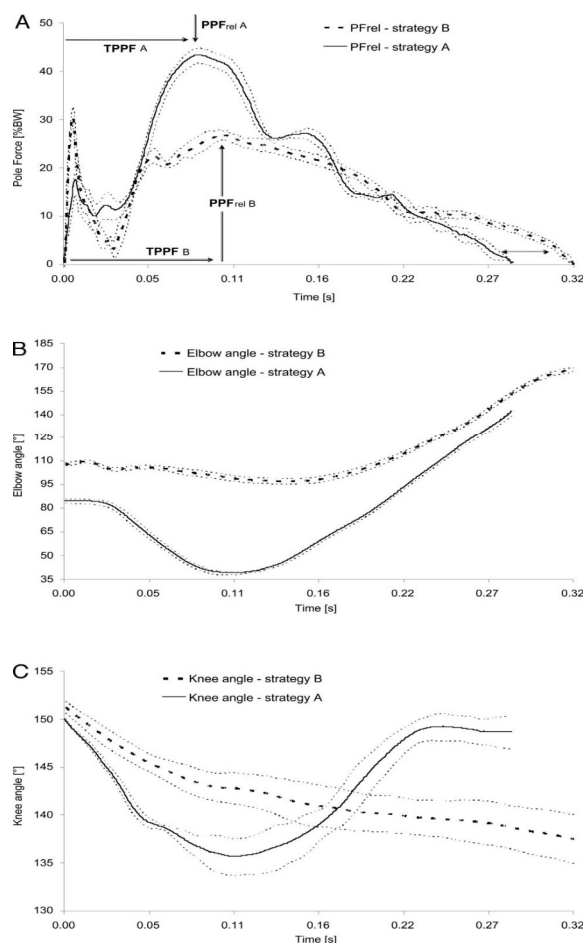 A
PPFrel A
TPPF A
PFrel - strategy B
PFrel - strategy A
Pole Force [%BW]
50
40
30
20
10
0
PPFrel B
TPPF B
0.00 0.05 0.11 0.16 0.22 0.27 0.32
Time [s]
B
Elbow angle - strategy B
Elbow angle - strategy A
Elbow angle [°]
185
170
155
140
125
110
95
80
65
50
35
0.00 0.05 0.11 0.16 0.22 0.27 0.32
Time [s]
C
Knee angle - strategy B
Knee angle - strategy A
Knee angle [°]
155
150
145
140
135
130
0.00 0.05 0.11 0.16 0.22 0.27 0.32
Time [s]